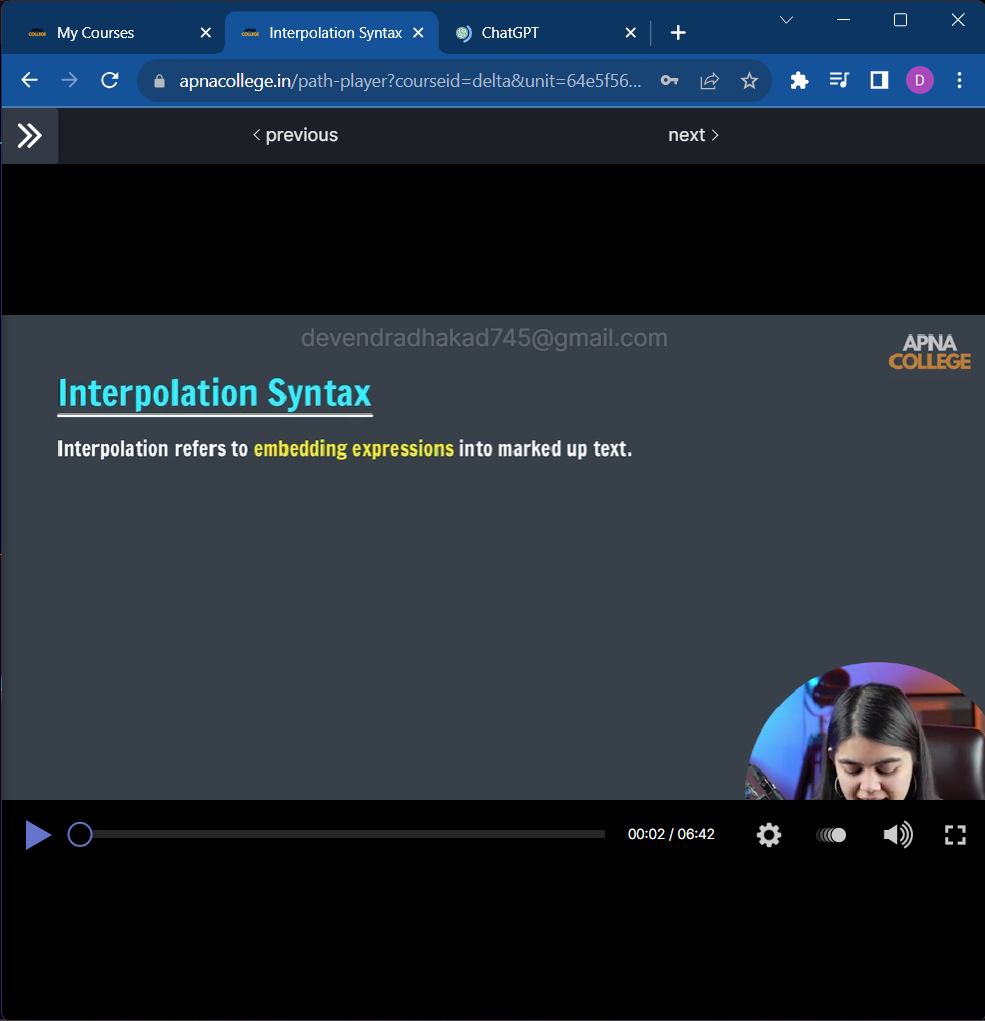 My Courses
Interpolation Syntax
ChatGPT
apnacollege.in/path-player?courseid=delta&unit=64e5f56...
D
previous
next
devendradhakad745@gmail.com
APNA
COLLEGE
Interpolation Syntax
Interpolation refers to embedding expressions into marked up text.
00:02 / 06:42